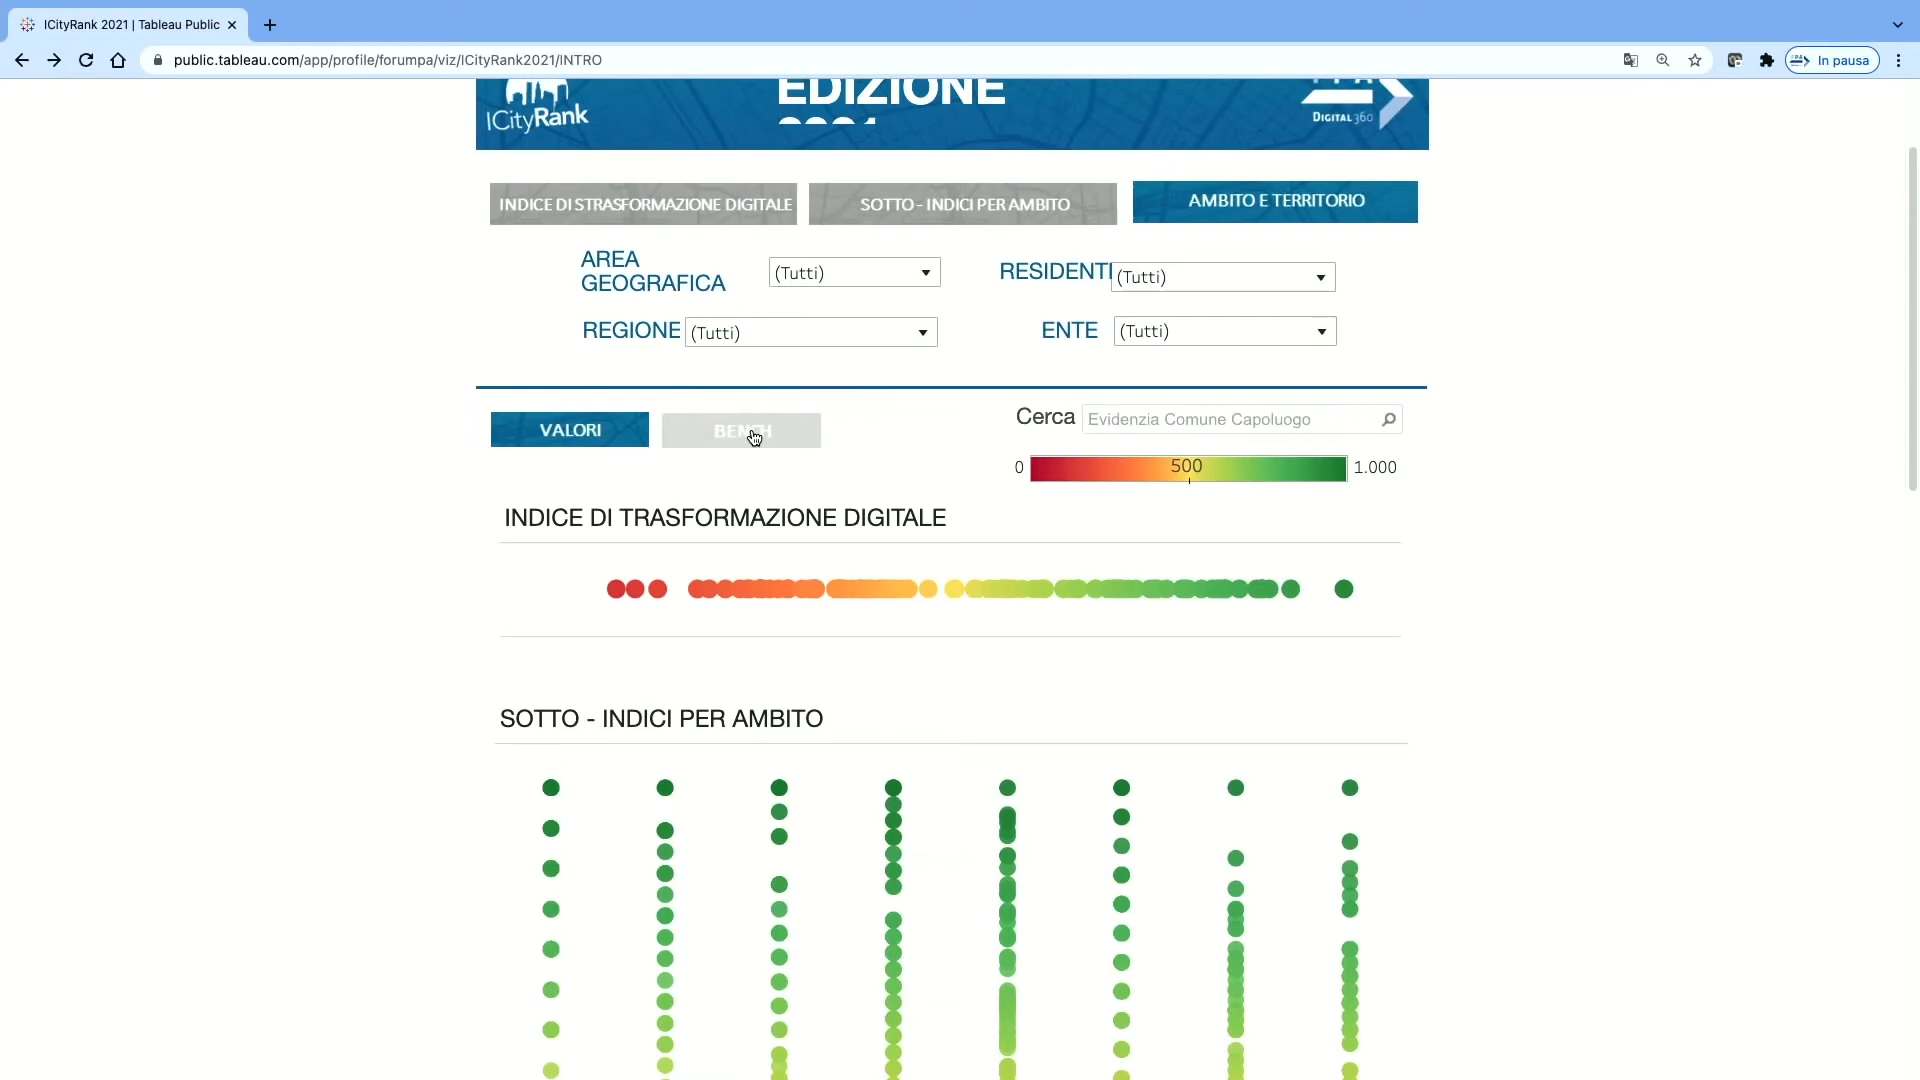 ICityRank 2021 | Tableau Public
public.tableau.com/app/profile/forumpa/viz/ICityRank2021/INTRO
In pausa
EDIZIONE
ICityRank
DIGITAL360
INDICE DI STRASFORMAZIONE DIGITALE
SOTTO - INDICI PER AMBITO
AMBITO E TERRITORIO
AREA
GEOGRAFICA
(Tutti)
RESIDENTI
(Tutti)
REGIONE
(Tutti)
ENTE
(Tutti)
VALORI
BENCH
Cerca
Evidenzia Comune Capoluogo
0
500
1.000
INDICE DI TRASFORMAZIONE DIGITALE
SOTTO - INDICI PER AMBITO